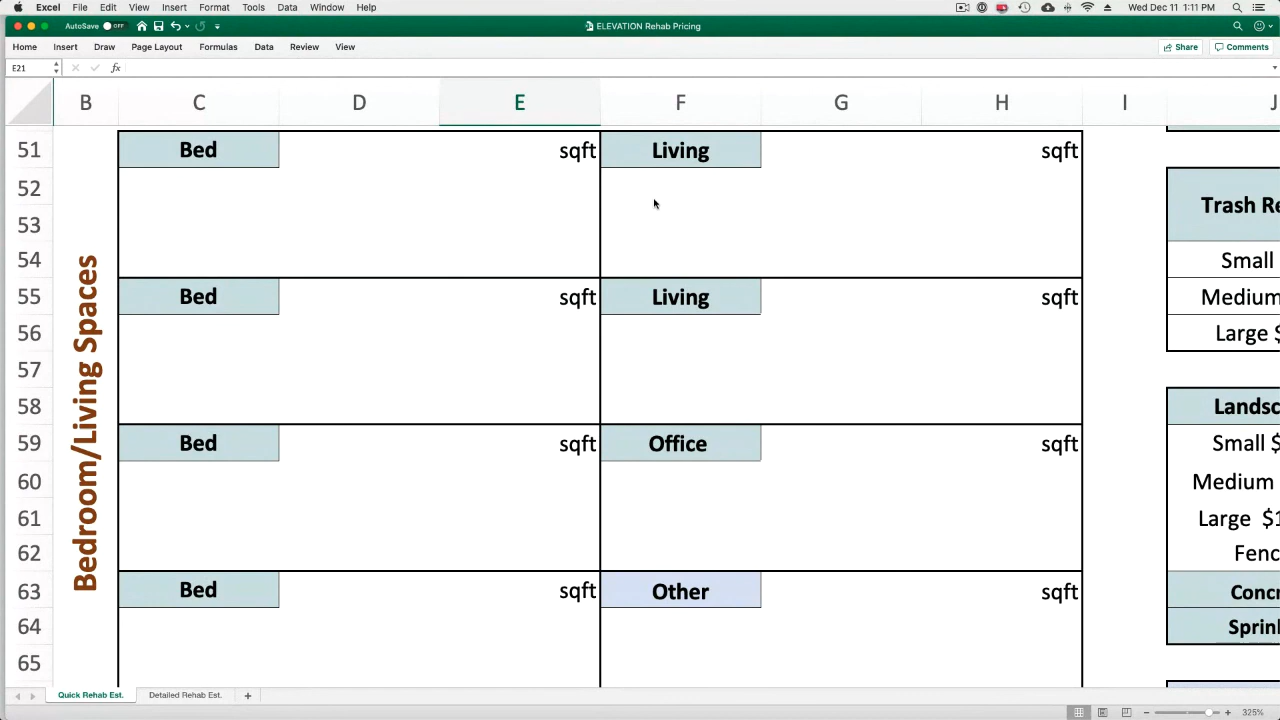 Excel File Edit View Insert Format Tools Data Window Help Wed Dec 11 1:11 PM
AutoSave OFF ELEVATION Rehab Pricing
Home Insert Draw Page Layout Formulas Data Review View Share Comments
E21 fx
B C D E F G H I J
51 Bed sqft Living sqft
52 Trash Re
53
54 Small
55 Bed sqft Living sqft Medium
56 Large $
57
58 Landsc
59 Bed sqft Office sqft Small $
60 Medium
61 Large $1
62 Fenc
63 Bed sqft Other sqft Concr
64 Sprin
65
Bedroom/Living Spaces
Quick Rehab Est. Detailed Rehab Est. +
325%